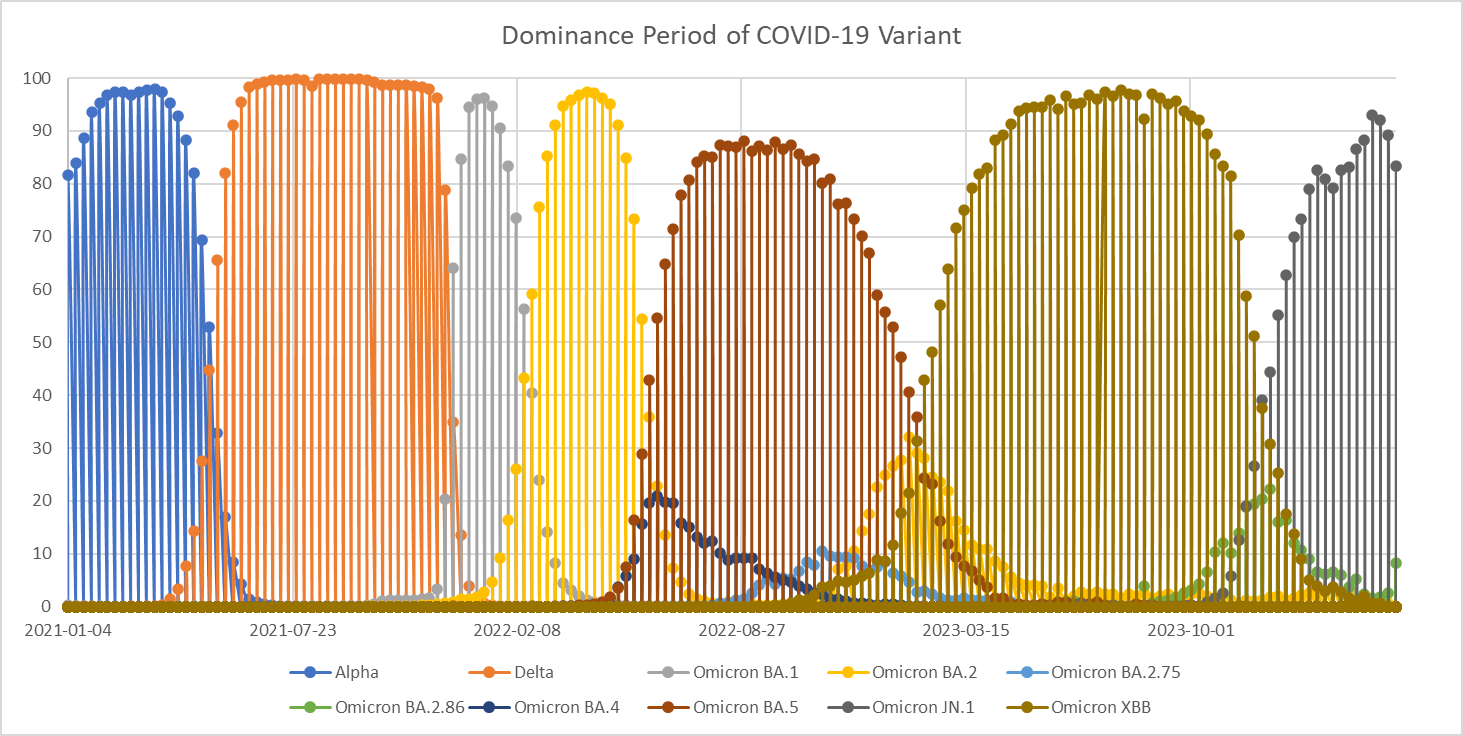 Dominance Period of COVID-19 Variant
100
90
80
70
60
50
40
30
20
10
0
2021-01-04 2021-07-23 2022-02-08 2022-08-27 2023-03-15 2023-10-01
Alpha Delta Omicron BA.1 Omicron BA.2 Omicron BA.2.75
Omicron BA.2.86 Omicron BA.4 Omicron BA.5 Omicron JN.1 Omicron XBB